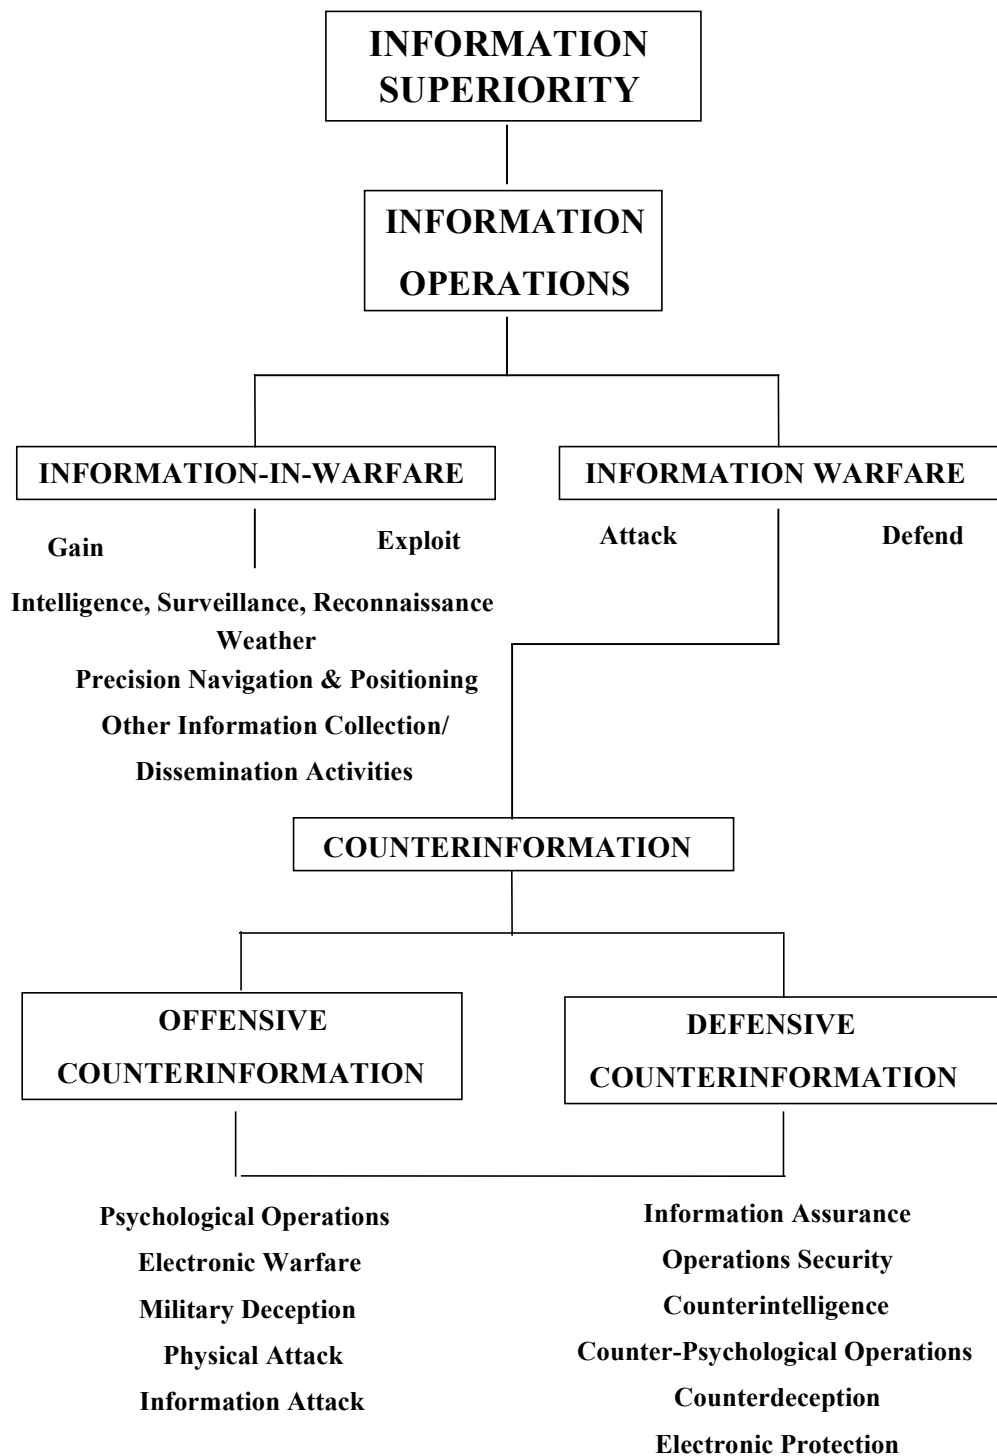 INFORMATION
SUPERIORITY
INFORMATION
OPERATIONS
INFORMATION-IN-WARFARE
INFORMATION WARFARE
Gain
Exploit
Attack
Defend
Intelligence, Surveillance, Reconnaissance
Weather
Precision Navigation & Positioning
Other Information Collection/
Dissemination Activities
COUNTERINFORMATION
OFFENSIVE
COUNTERINFORMATION
DEFENSIVE
COUNTERINFORMATION
Psychological Operations
Electronic Warfare
Military Deception
Physical Attack
Information Attack
Information Assurance
Operations Security
Counterintelligence
Counter-Psychological Operations
Counterdeception
Electronic Protection